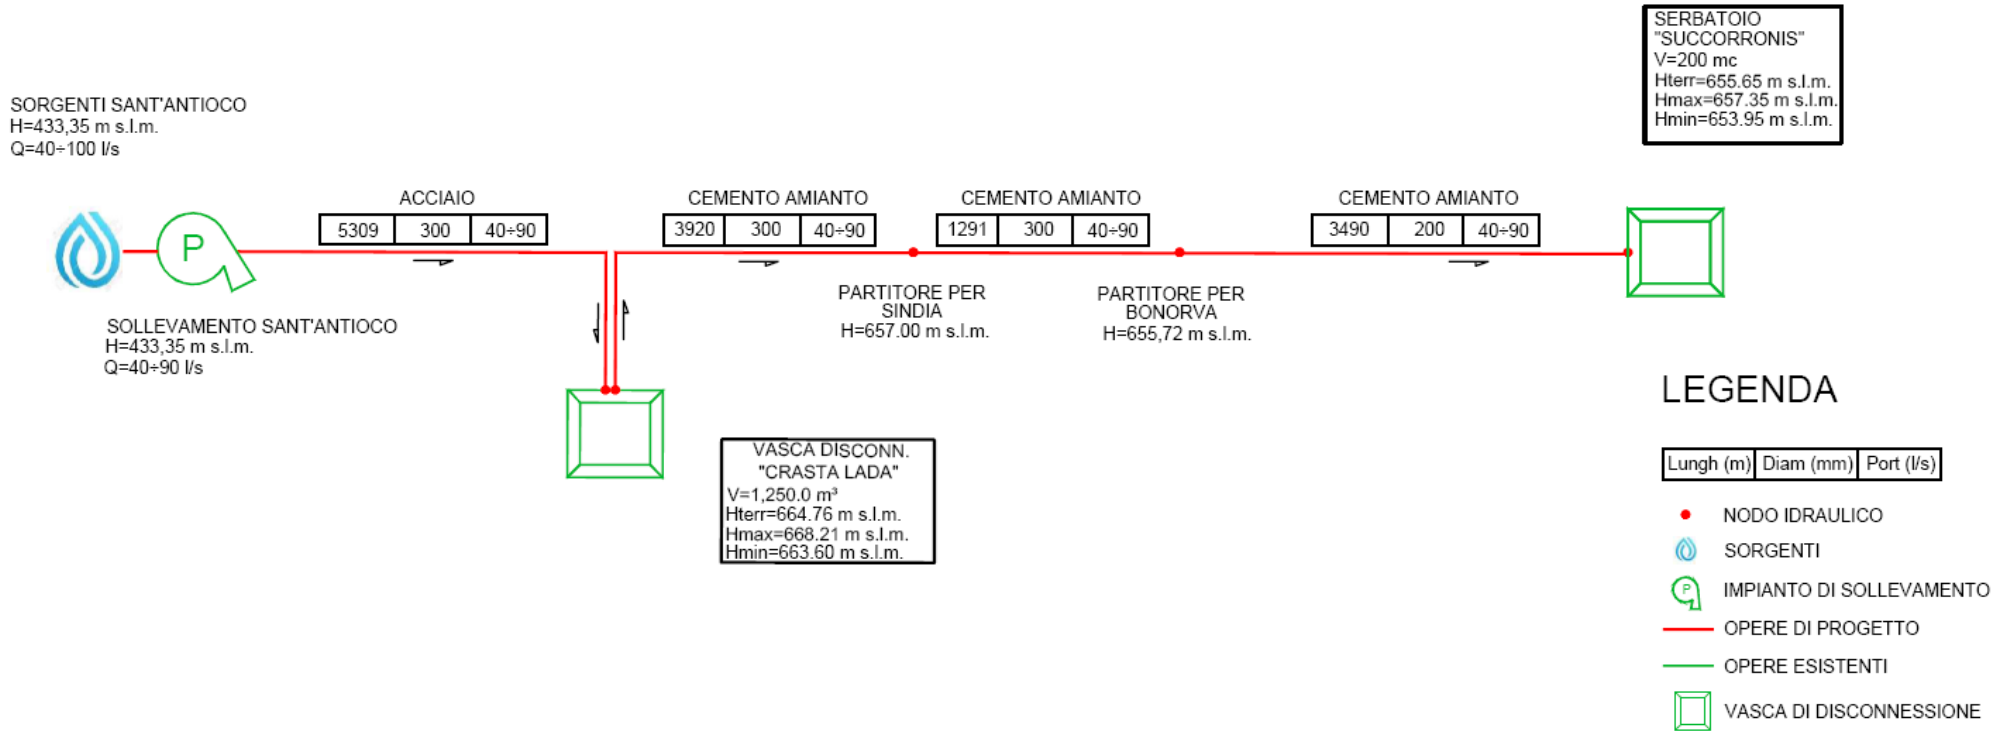 SERBATOIO
"SUCCORRONIS"
V=200 mc
Hterr=655.65 m s.l.m.
Hmax=657.35 m s.l.m.
Hmin=653.95 m s.l.m.
SORGENTI SANT'ANTIOCO
H=433,35 m s.l.m.
Q=40÷100 l/s
ACCIAIO
5309 300 40÷90
CEMENTO AMIANTO
3920 300 40÷90
CEMENTO AMIANTO
1291 300 40÷90
CEMENTO AMIANTO
3490 200 40÷90
P
SOLLEVAMENTO SANT'ANTIOCO
H=433,35 m s.l.m.
Q=40÷90 l/s
PARTITORE PER
SINDIA
H=657.00 m s.l.m.
PARTITORE PER
BONORVA
H=655,72 m s.l.m.
VASCA DISCONN.
"CRASTA LADA"
V=1,250.0 m³
Hterr=664.76 m s.l.m.
Hmax=668.21 m s.l.m.
Hmin=663.60 m s.l.m.
LEGENDA
Lungh (m) Diam (mm) Port (l/s)
NODO IDRAULICO
SORGENTI
P IMPIANTO DI SOLLEVAMENTO
OPERE DI PROGETTO
OPERE ESISTENTI
VASCA DI DISCONNESSIONE